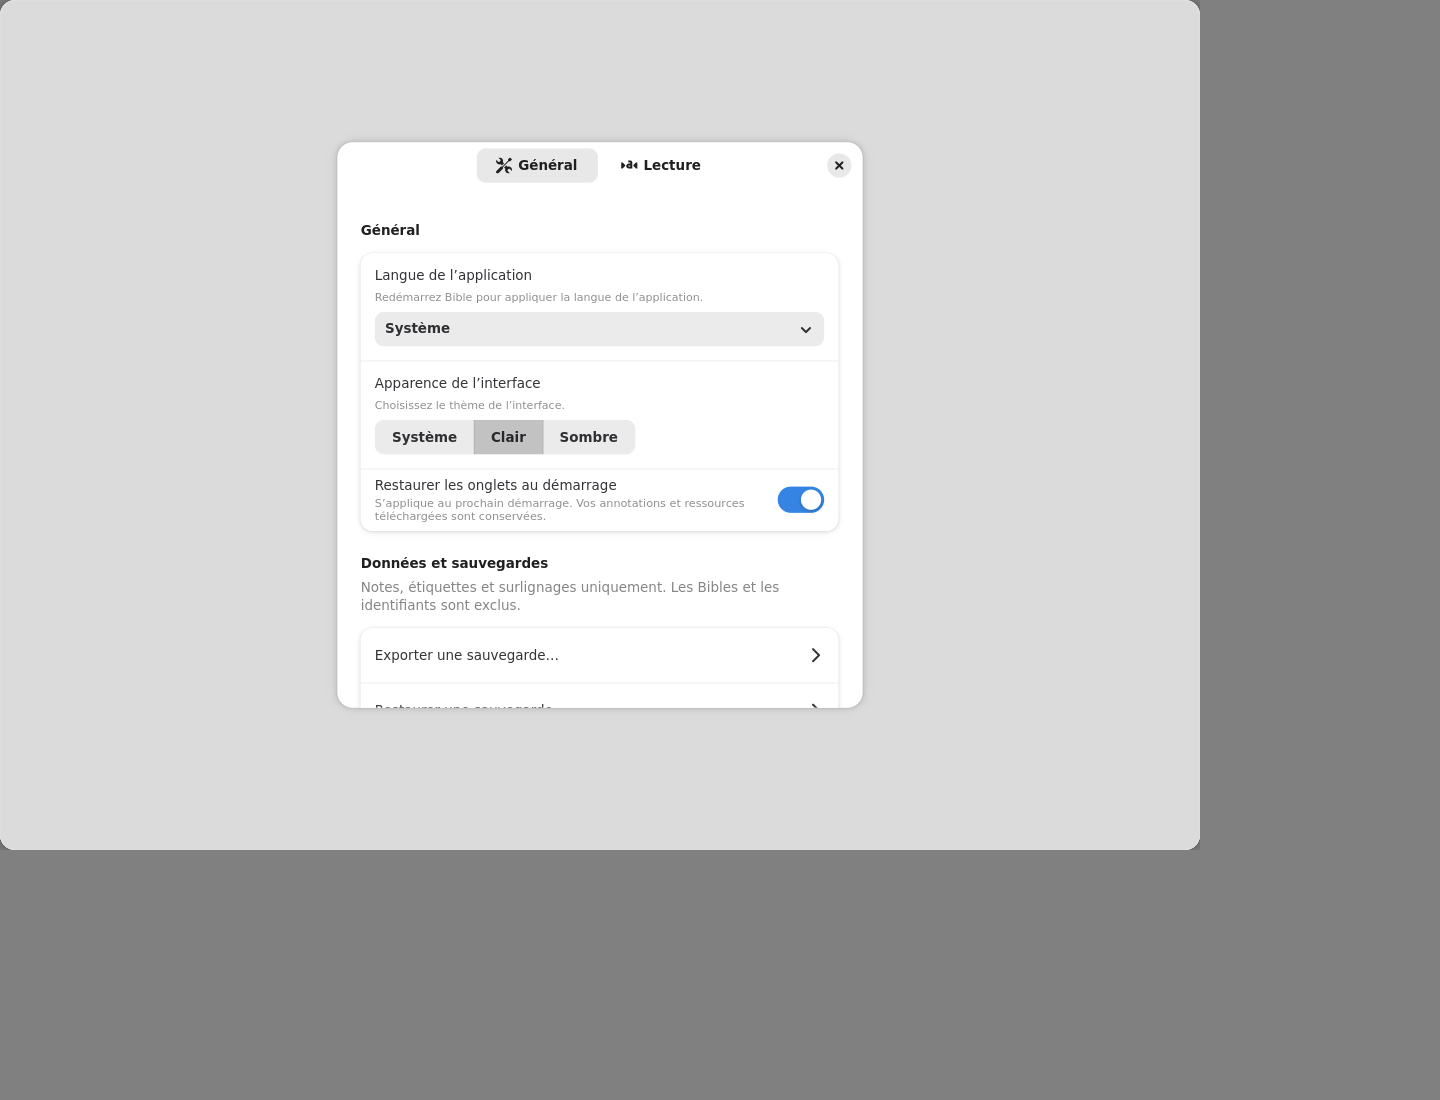 Général
Lecture
Général
Langue de l’application
Redémarrez Bible pour appliquer la langue de l’application.
Système
Apparence de l’interface
Choisissez le thème de l’interface.
Système
Clair
Sombre
Restaurer les onglets au démarrage
S’applique au prochain démarrage. Vos annotations et ressources
téléchargées sont conservées.
Données et sauvegardes
Notes, étiquettes et surlignages uniquement. Les Bibles et les
identifiants sont exclus.
Exporter une sauvegarde…
Restaurer une sauvegarde